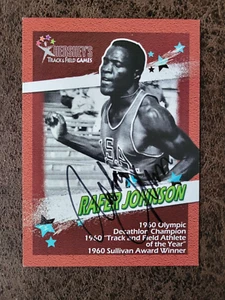 HERSHEY'S
TRACK & FIELD GAMES
RAFER JOHNSON
1960 Olympic
Decathlon Champion
1960 "Track and Field Athlete
of the Year"
1960 Sullivan Award Winner